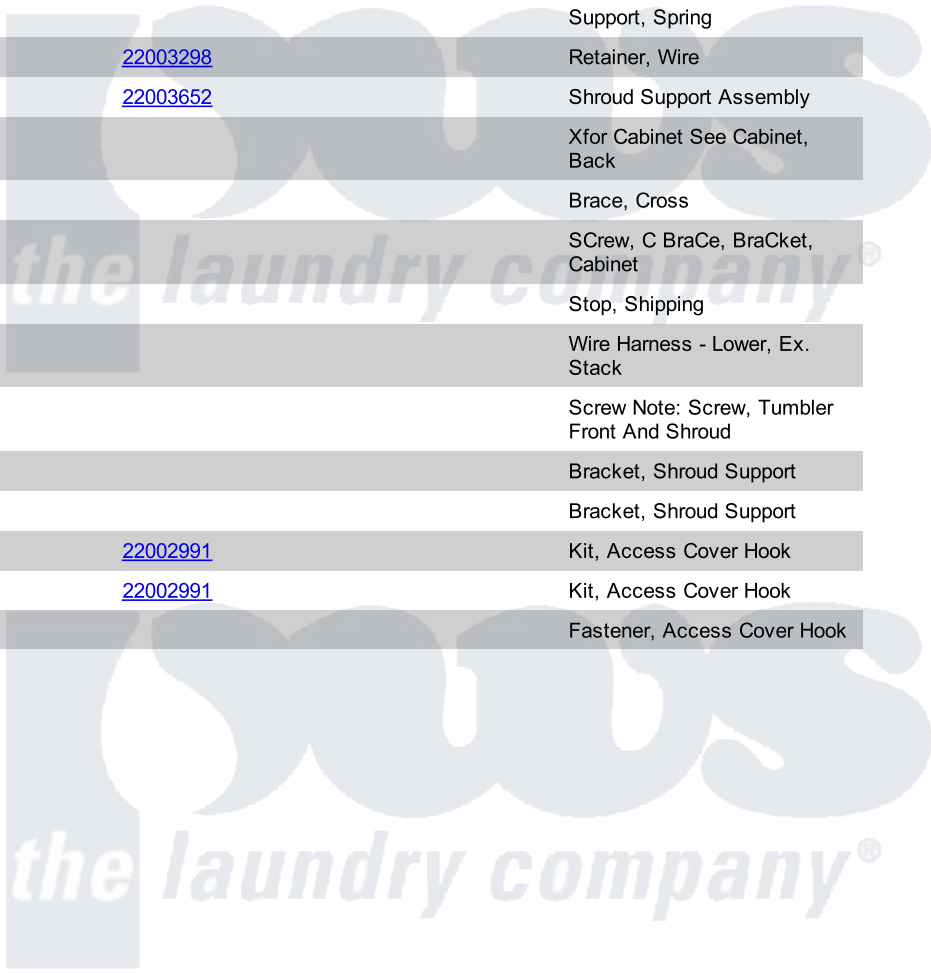 Support, Spring
22003298 Retainer, Wire
22003652 Shroud Support Assembly
Xfor Cabinet See Cabinet,
Back
Brace, Cross
SCrew, C BraCe, BraCket,
Cabinet
Stop, Shipping
Wire Harness - Lower, Ex.
Stack
Screw Note: Screw, Tumbler
Front And Shroud
Bracket, Shroud Support
Bracket, Shroud Support
22002991 Kit, Access Cover Hook
22002991 Kit, Access Cover Hook
Fastener, Access Cover Hook
pws
the laundry company®
pws
the laundry company®